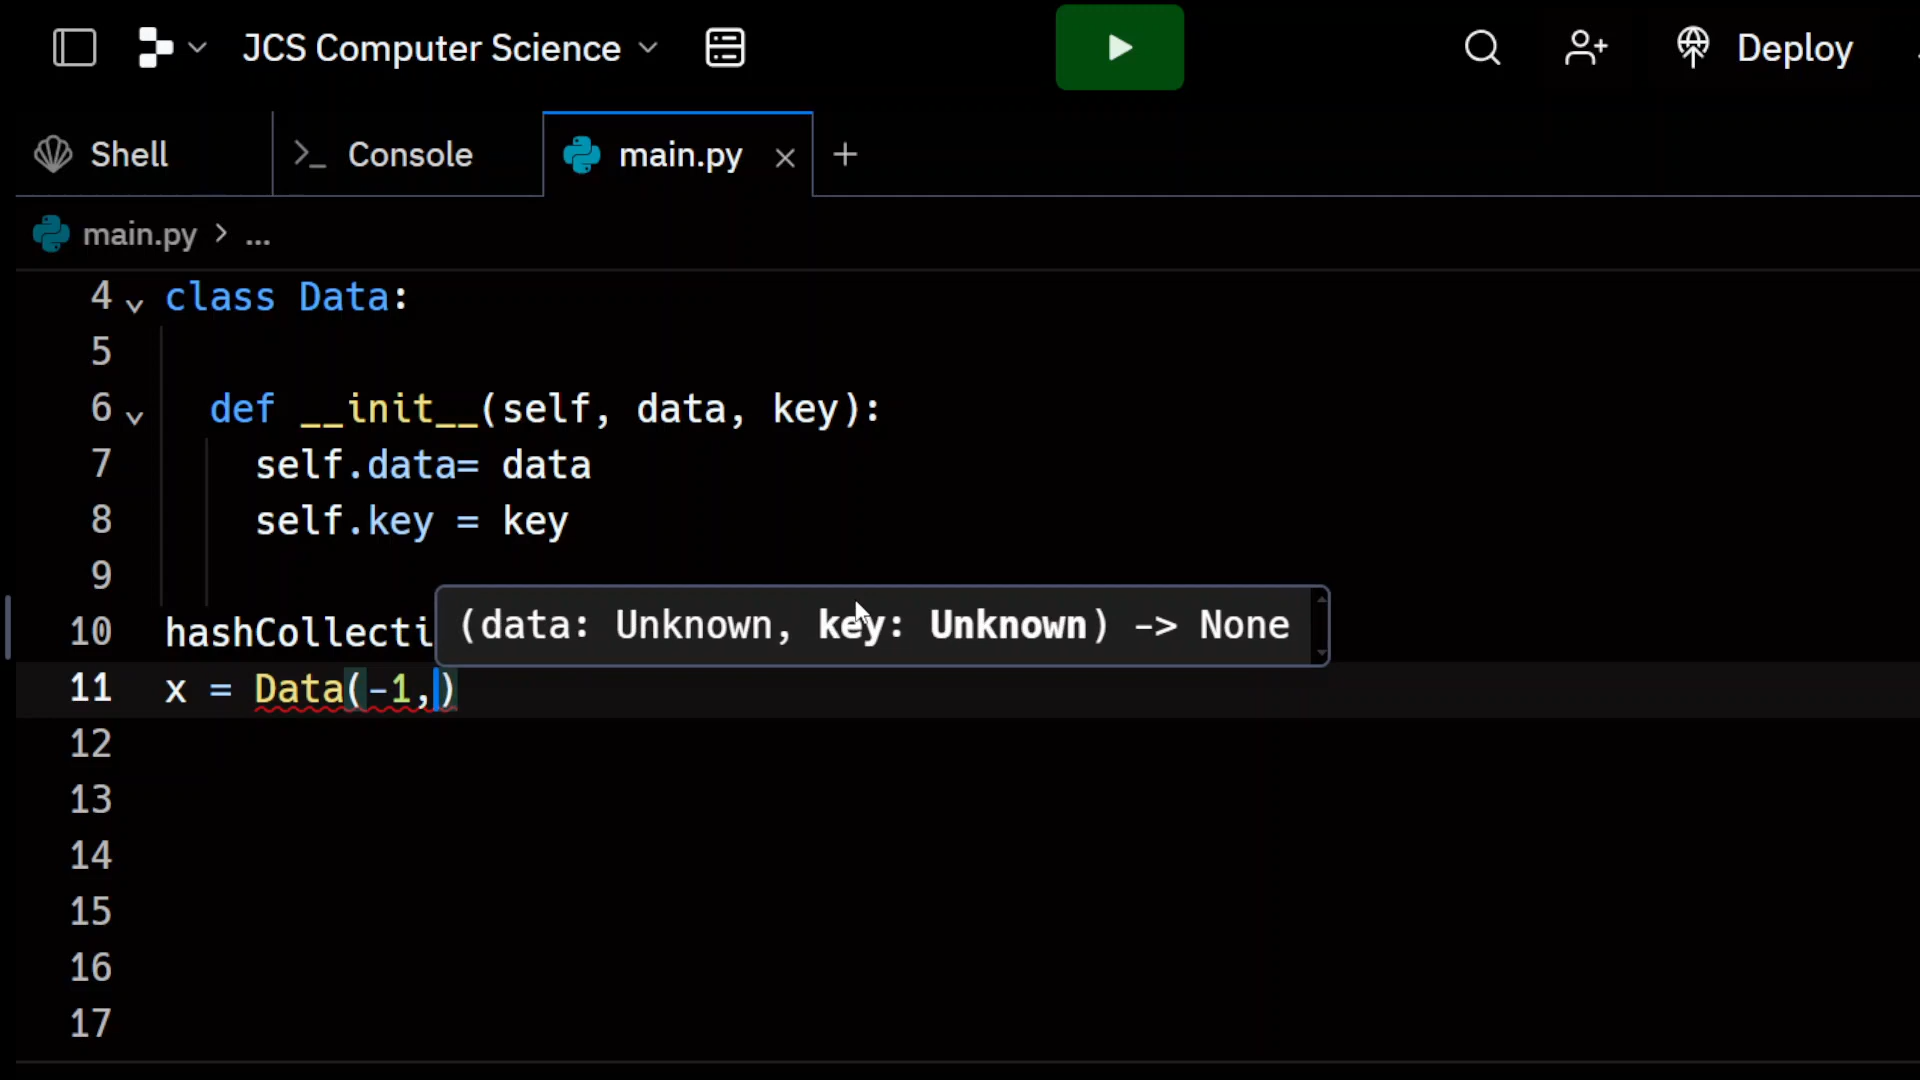 JCS Computer Science
Deploy
Shell
>_ Console
main.py × +
main.py > ...
4 class Data:
5
6 def __init__(self, data, key):
7 self.data= data
8 self.key = key
9
(data: Unknown, key: Unknown) -> None
10 hashCollecti
11 x = Data(-1,)
12
13
14
15
16
17